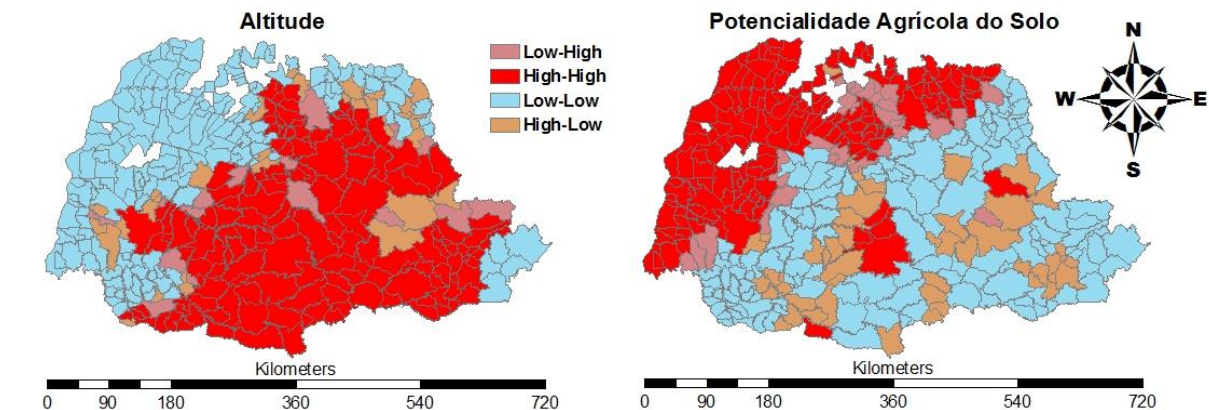 Altitude
Low-High
High-High
Low-Low
High-Low
Kilometers
0 90 180 360 540 720
Potencialidade Agrícola do Solo
N
W E
S
Kilometers
0 90 180 360 540 720